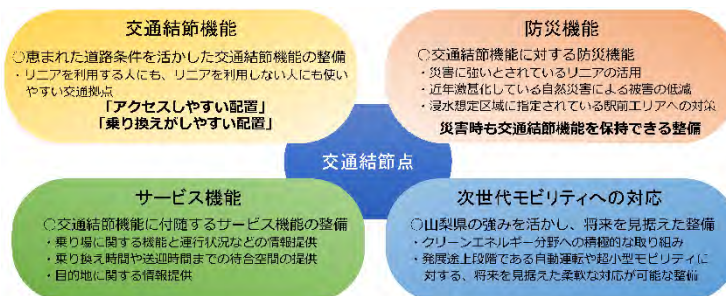 交通結節機能
○恵まれた道路条件を活かした交通結節機能の整備
・リニアを利用する人にも、リニアを利用しない人にも使い
やすい交通拠点
「アクセスしやすい配置」
「乗り換えがしやすい配置」
防災機能
○交通結節機能に対する防災機能
・災害に強いとされているリニアの活用
・近年激甚化している自然災害による被害の低減
・浸水想定区域に指定されている駅前エリアへの対策
災害時も交通結節機能を保持できる整備
交通結節点
サービス機能
○交通結節機能に付随するサービス機能の整備
・乗り場に関する機能と運行状況などの情報提供
・乗り換え時間や送迎時間までの待合空間の提供
・目的地に関する情報提供
次世代モビリティへの対応
○山梨県の強みを活かし、将来を見据えた整備
・クリーンエネルギー分野への積極的な取り組み
・発展途上段階である自動運転や超小型モビリティに
対する、将来を見据えた柔軟な対応が可能な整備